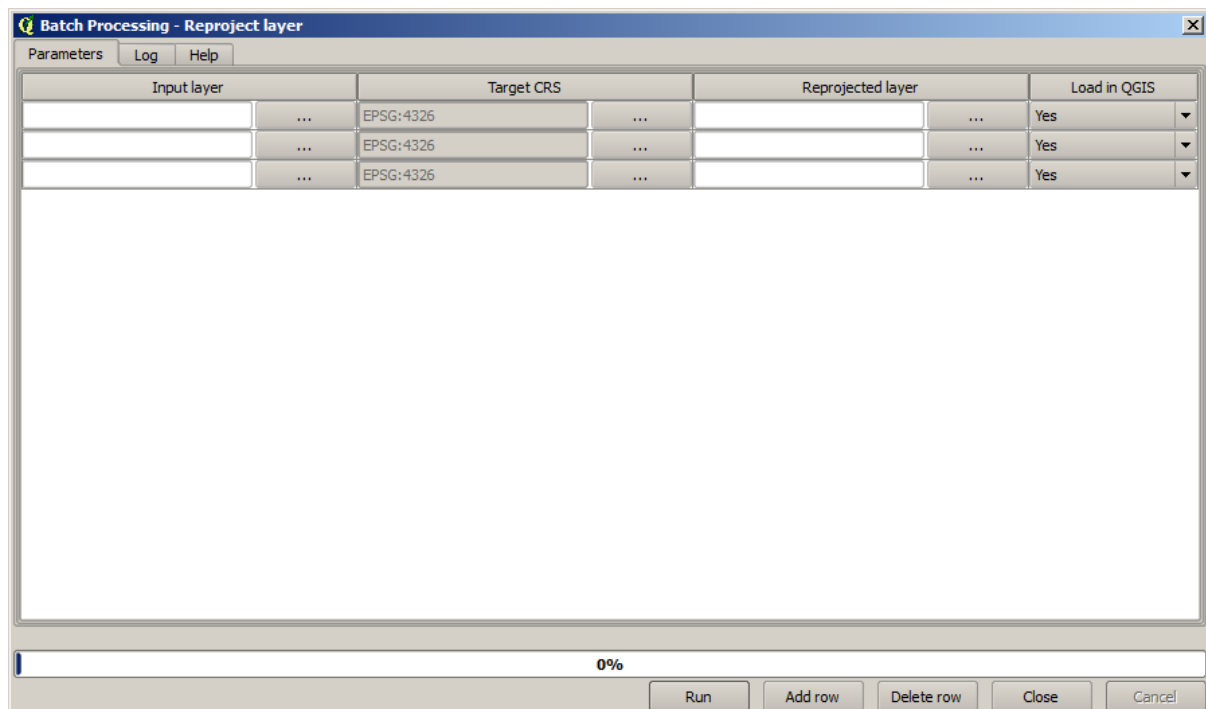 Batch Processing - Reproject layer
Parameters Log Help
Input layer Target CRS Reprojected layer Load in QGIS
... EPSG:4326 ... ... Yes
... EPSG:4326 ... ... Yes
... EPSG:4326 ... ... Yes
0%
Run Add row Delete row Close Cancel